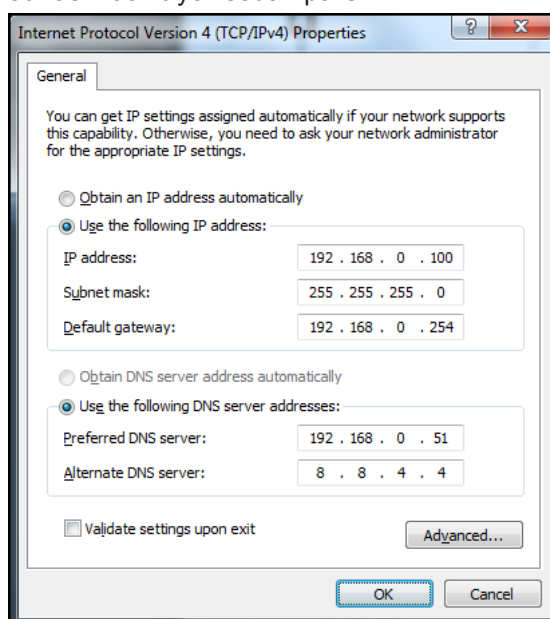 Internet Protocol Version 4 (TCP/IPv4) Properties
General
You can get IP settings assigned automatically if your network supports
this capability. Otherwise, you need to ask your network administrator
for the appropriate IP settings.
Obtain an IP address automatically
Use the following IP address:
IP address: 192 . 168 . 0 . 100
Subnet mask: 255 . 255 . 255 . 0
Default gateway: 192 . 168 . 0 . 254
Obtain DNS server address automatically
Use the following DNS server addresses:
Preferred DNS server: 192 . 168 . 0 . 51
Alternate DNS server: 8 . 8 . 4 . 4
Validate settings upon exit
Advanced...
OK Cancel